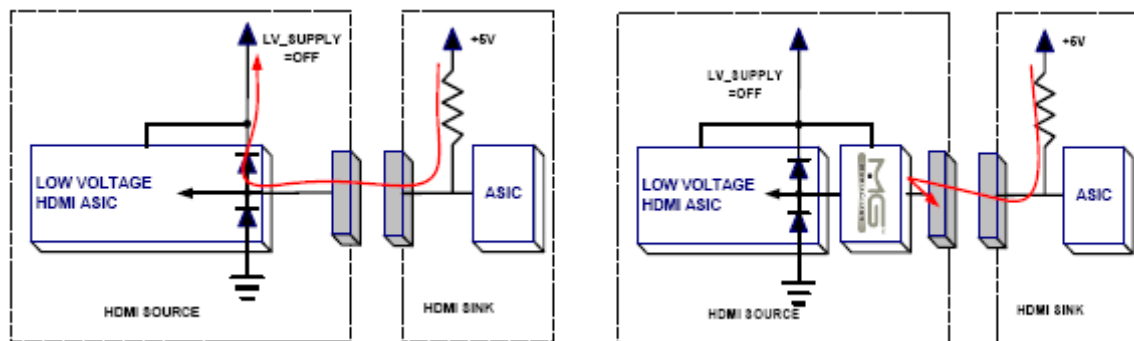 LV_SUPPLY
=OFF
+5V
LOW VOLTAGE
HDMI ASIC
ASIC
HDMI SOURCE
HDMI SINK
LV_SUPPLY
=OFF
+5V
LOW VOLTAGE
HDMI ASIC
MG
ASIC
HDMI SOURCE
HDMI SINK